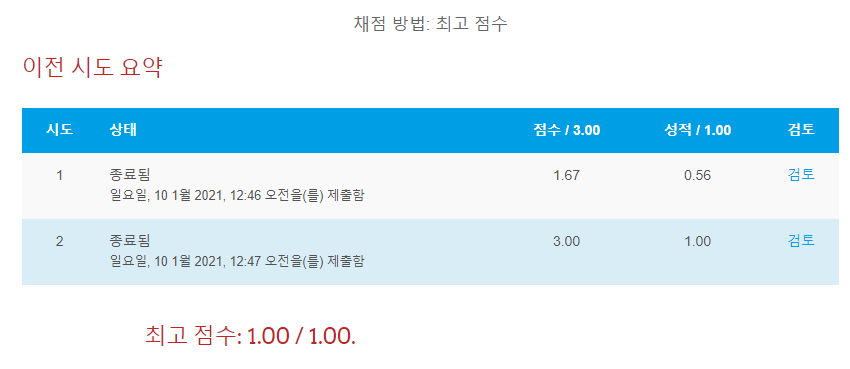 채점 방법: 최고 점수
이전 시도 요약
시도 상태 점수 / 3.00 성적 / 1.00 검토
1 종료됨 1.67 0.56 검토
일요일, 10 1월 2021, 12:46 오전을(를) 제출함
2 종료됨 3.00 1.00 검토
일요일, 10 1월 2021, 12:47 오전을(를) 제출함
최고 점수: 1.00 / 1.00.